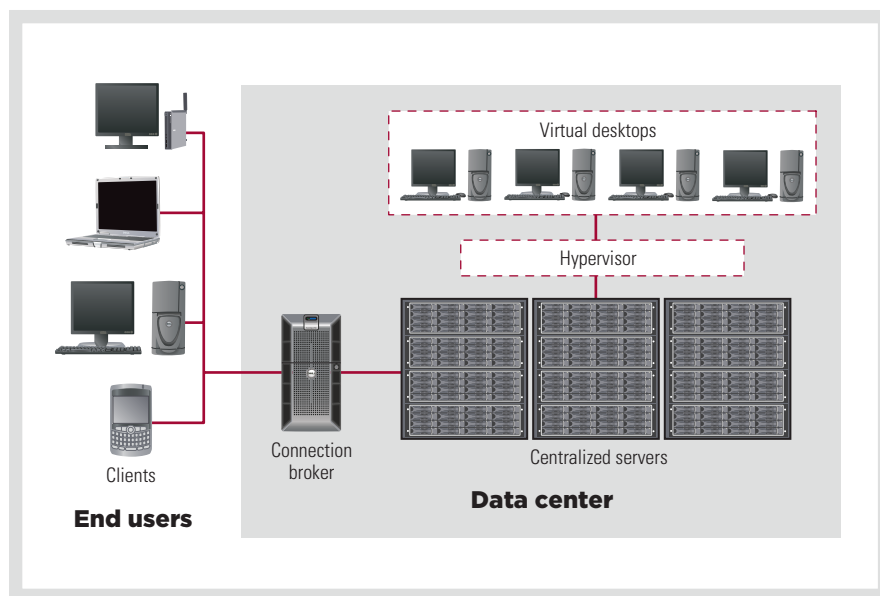 Virtual desktops
Hypervisor
Connection
broker
Centralized servers
Clients
Data center
End users